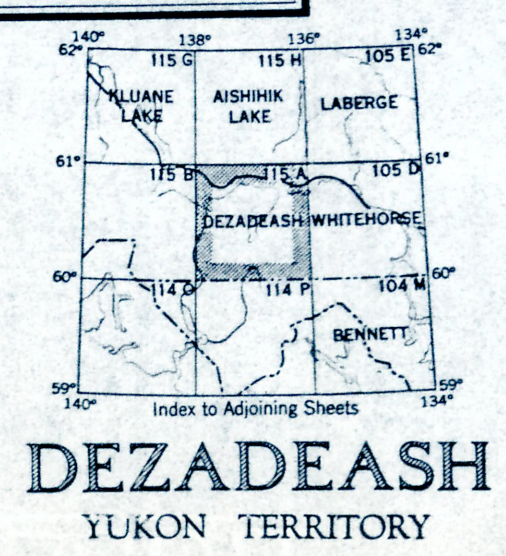 140° 138° 136° 134°
62° 62°
115 G 115 H 105 E
KLUANE LAKE
AISHIHIK LAKE
LABERGE
61° 61°
115 B 115 A 105 D
DEZADEASH WHITEHORSE
60° 60°
114 O 114 P 104 M
BENNETT
59° 59°
140° 134°
Index to Adjoining Sheets
DEZADEASH
YUKON TERRITORY